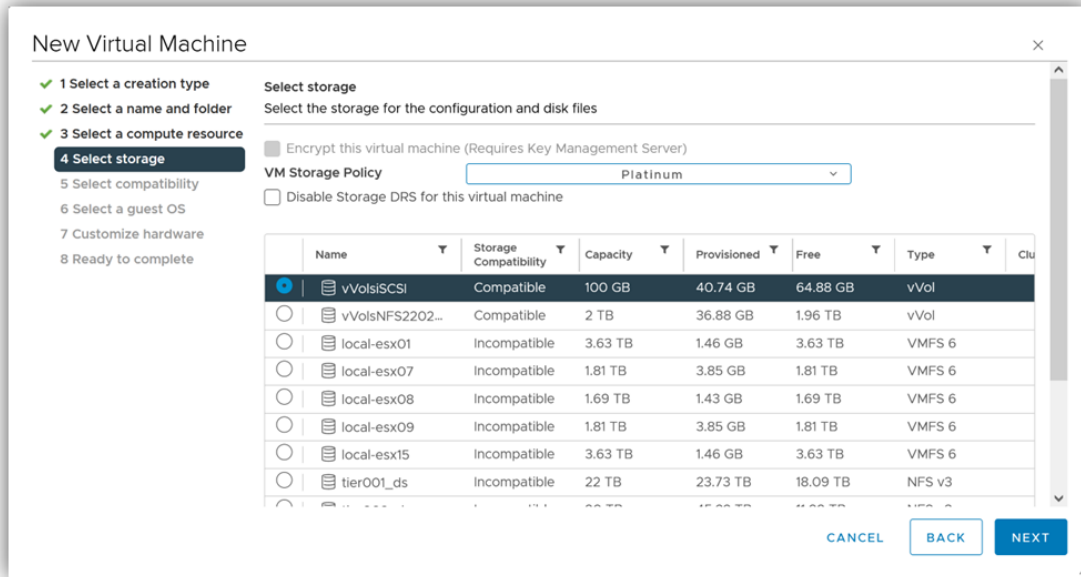 New Virtual Machine
1 Select a creation type
2 Select a name and folder
3 Select a compute resource
4 Select storage
5 Select compatibility
6 Select a guest OS
7 Customize hardware
8 Ready to complete
Select storage
Select the storage for the configuration and disk files
Encrypt this virtual machine (Requires Key Management Server)
VM Storage Policy Platinum
Disable Storage DRS for this virtual machine
Name Storage Compatibility Capacity Provisioned Free Type Clu
vVolsiSCSI Compatible 100 GB 40.74 GB 64.88 GB vVol
vVolsNFS2202... Compatible 2 TB 36.88 GB 1.96 TB vVol
local-esx01 Incompatible 3.63 TB 1.46 GB 3.63 TB VMFS 6
local-esx07 Incompatible 1.81 TB 3.85 GB 1.81 TB VMFS 6
local-esx08 Incompatible 1.69 TB 1.43 GB 1.69 TB VMFS 6
local-esx09 Incompatible 1.81 TB 3.85 GB 1.81 TB VMFS 6
local-esx15 Incompatible 3.63 TB 1.46 GB 3.63 TB VMFS 6
tier001_ds Incompatible 22 TB 23.73 TB 18.09 TB NFS v3
CANCEL BACK NEXT